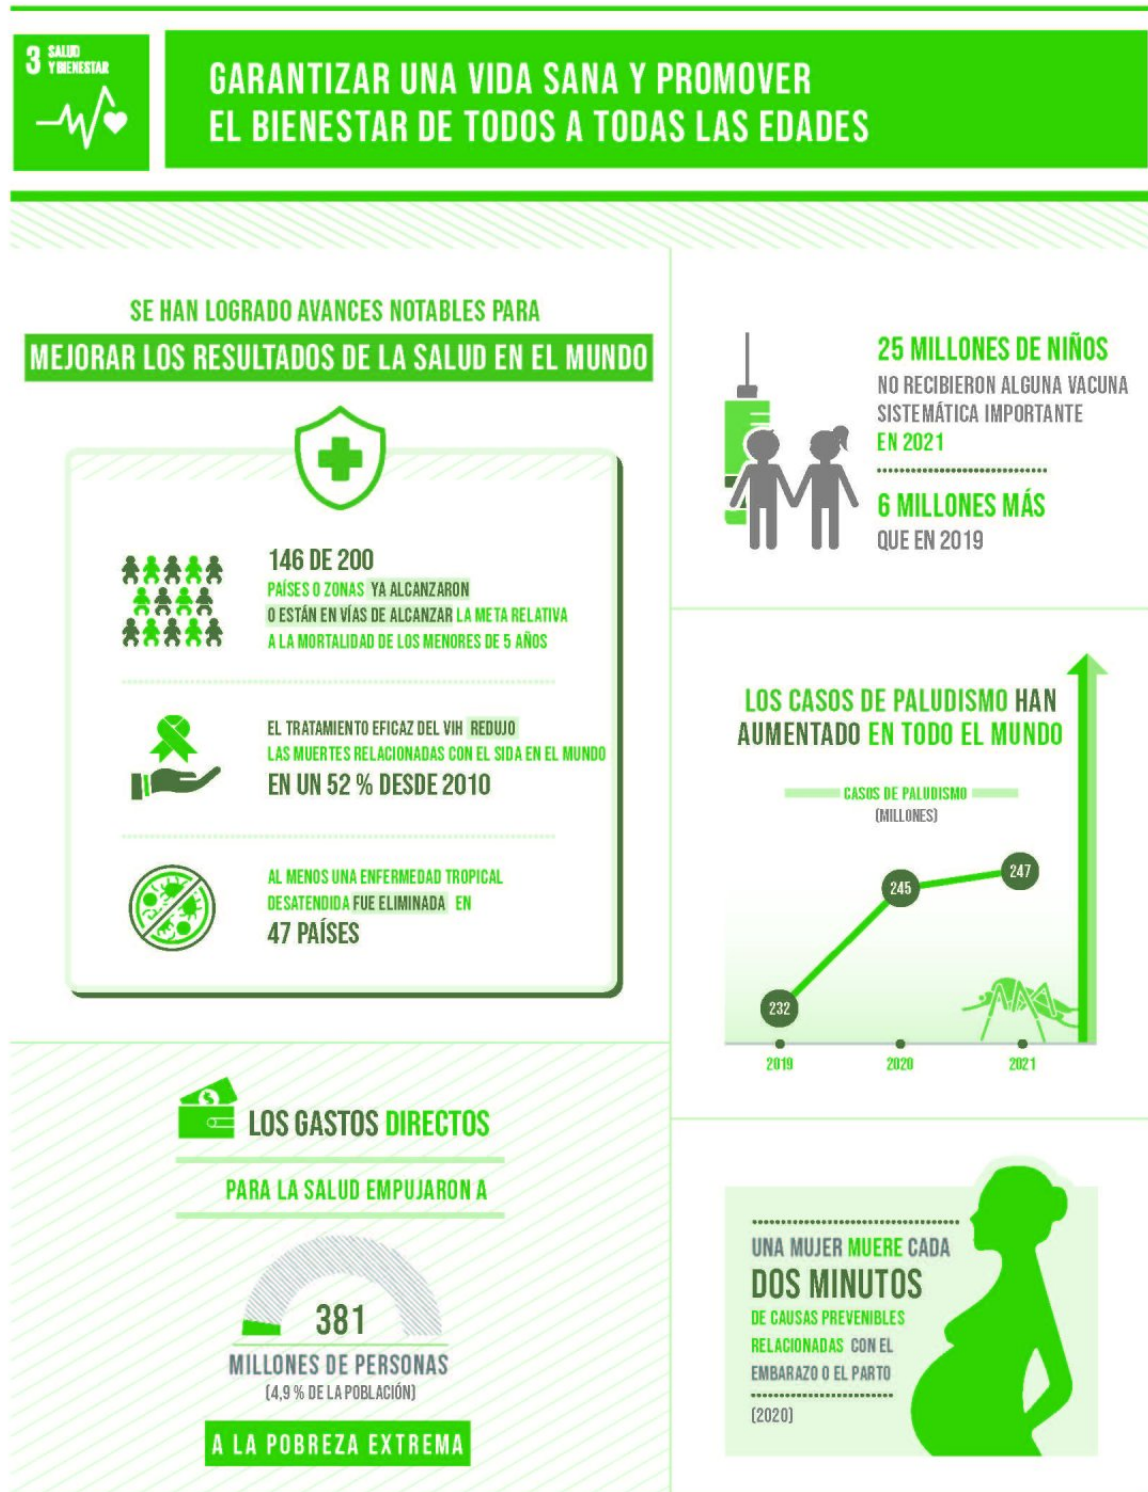 3 SALUD
Y BIENESTAR
GARANTIZAR UNA VIDA SANA Y PROMOVER
EL BIENESTAR DE TODOS A TODAS LAS EDADES
SE HAN LOGRADO AVANCES NOTABLES PARA
MEJORAR LOS RESULTADOS DE LA SALUD EN EL MUNDO
146 DE 200
PAÍSES O ZONAS YA ALCANZARON
O ESTÁN EN VÍAS DE ALCANZAR LA META RELATIVA
A LA MORTALIDAD DE LOS MENORES DE 5 AÑOS
EL TRATAMIENTO EFICAZ DEL VIH REDUJO
LAS MUERTES RELACIONADAS CON EL SIDA EN EL MUNDO
EN UN 52 % DESDE 2010
AL MENOS UNA ENFERMEDAD TROPICAL
DESATENDIDA FUE ELIMINADA EN
47 PAÍSES
25 MILLONES DE NIÑOS
NO RECIBIERON ALGUNA VACUNA
SISTEMÁTICA IMPORTANTE
EN 2021
6 MILLONES MÁS
QUE EN 2019
LOS CASOS DE PALUDISMO HAN
AUMENTADO EN TODO EL MUNDO
CASOS DE PALUDISMO
(MILLONES)
232
245
247
2019
2020
2021
$
LOS GASTOS DIRECTOS
PARA LA SALUD EMPUJARON A
381
MILLONES DE PERSONAS
(4,9 % DE LA POBLACIÓN)
A LA POBREZA EXTREMA
UNA MUJER MUERE CADA
DOS MINUTOS
DE CAUSAS PREVENIBLES
RELACIONADAS CON EL
EMBARAZO O EL PARTO
(2020)